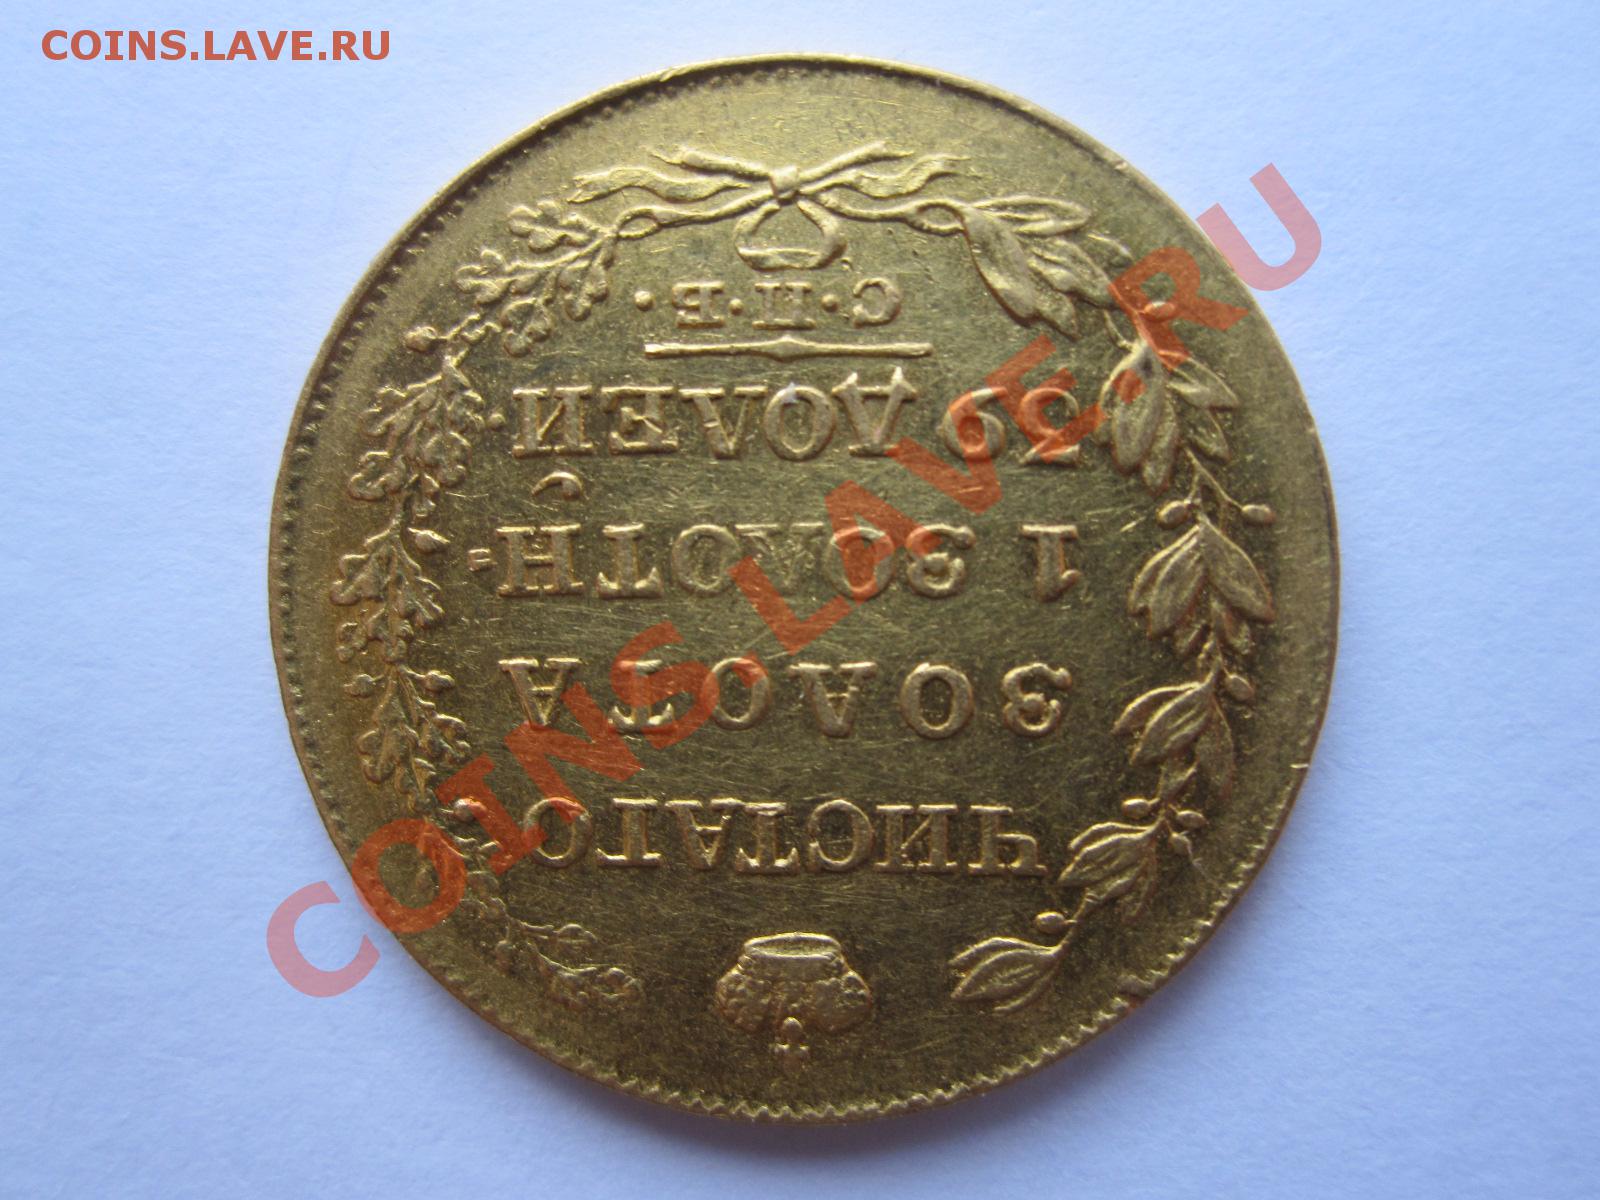 COINS.LAVE.RU
ЧИСТАГО
ЗОЛОТА
1 ЗОЛОТН=
39 ДОЛЕЙ.
С·П·Б·
COINS.LAVE.RU